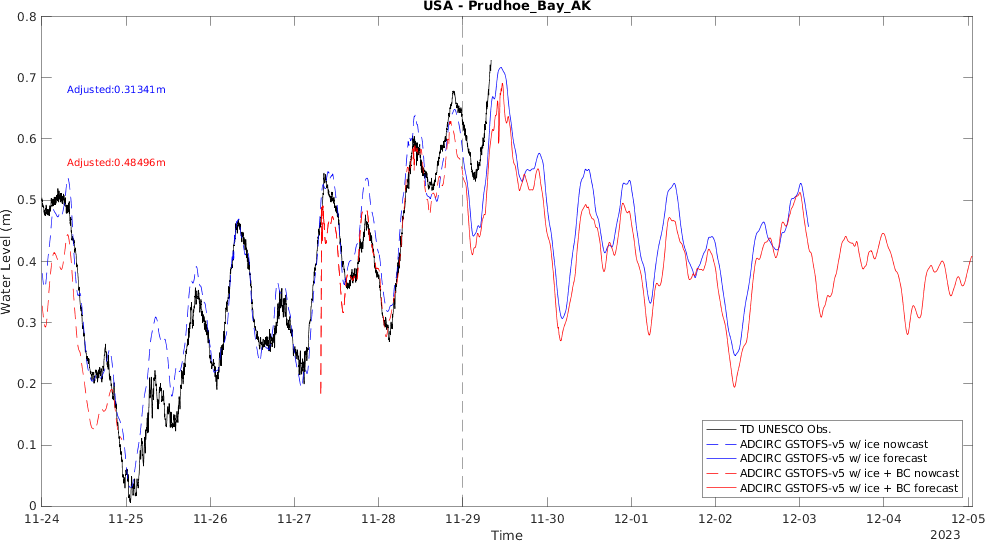 USA - Prudhoe_Bay_AK
0.8
0.7
0.6
0.5
0.4
0.3
0.2
0.1
0
Water Level (m)
Adjusted:0.31341m
Adjusted:0.48496m
TD UNESCO Obs.
ADCIRC GSTOFS-v5 w/ ice nowcast
ADCIRC GSTOFS-v5 w/ ice forecast
ADCIRC GSTOFS-v5 w/ ice + BC nowcast
ADCIRC GSTOFS-v5 w/ ice + BC forecast
11-24 11-25 11-26 11-27 11-28 11-29 11-30 12-01 12-02 12-03 12-04 12-05
Time
2023